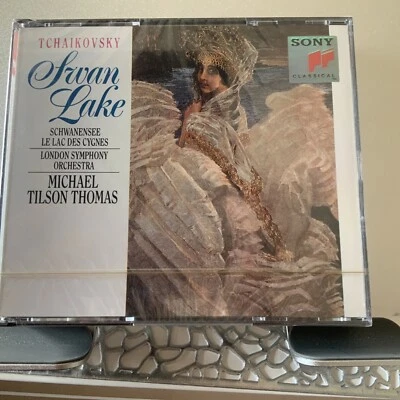 TCHAIKOVSKY
Swan
Lake
SCHWANENSEE
LE LAC DES CYGNES
LONDON SYMPHONY
ORCHESTRA
MICHAEL
TILSON THOMAS
SONY
CLASSICAL